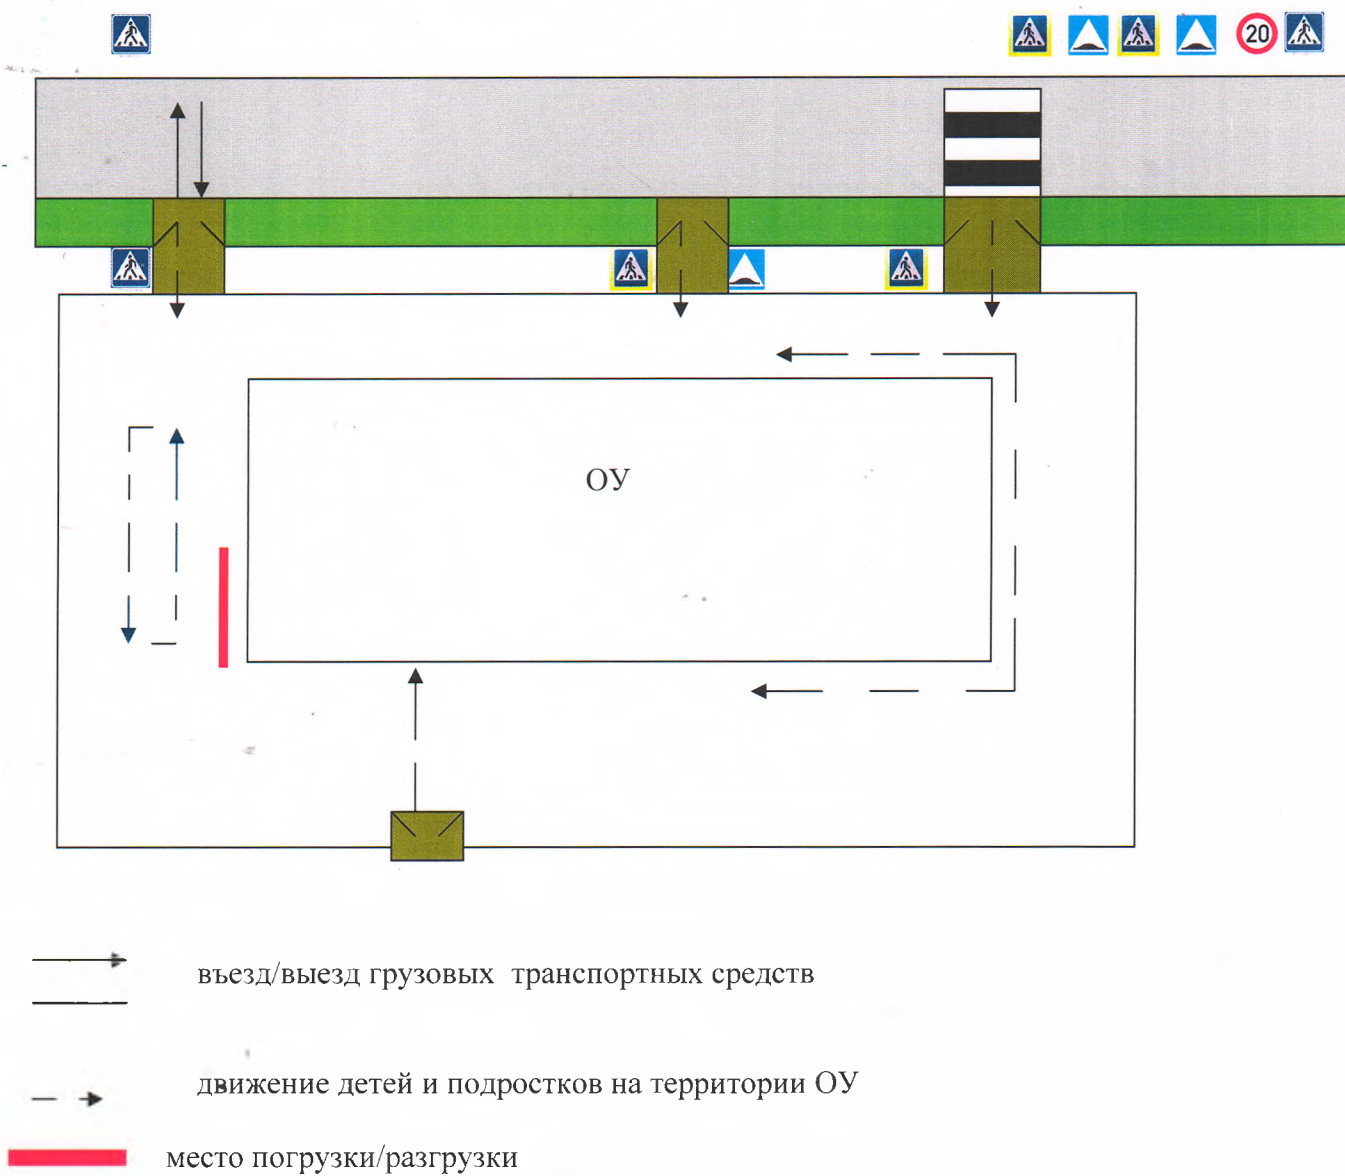 20
ОУ
въезд/выезд грузовых транспортных средств
движение детей и подростков на территории ОУ
место погрузки/разгрузки